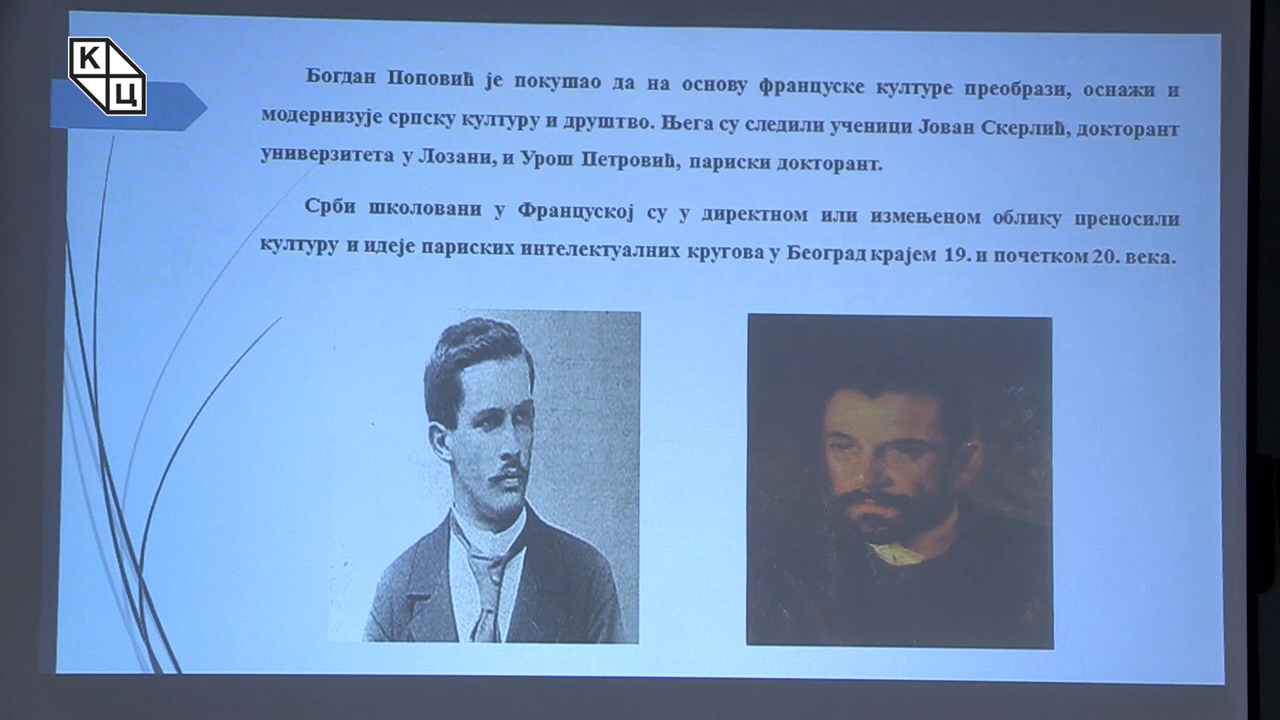 КЦ
Богдан Поповић је покушао да на основу француске културе преобрази, оснажи и
модернизује српску културу и друштво. Њега су следили ученици Јован Скерлић, докторант
универзитета у Лозани, и Урош Петровић, париски докторант.
Срби школовани у Француској су у директном или измењеном облику преносили
културу и идеје париских интелектуалних кругова у Београд крајем 19. и почетком 20. века.